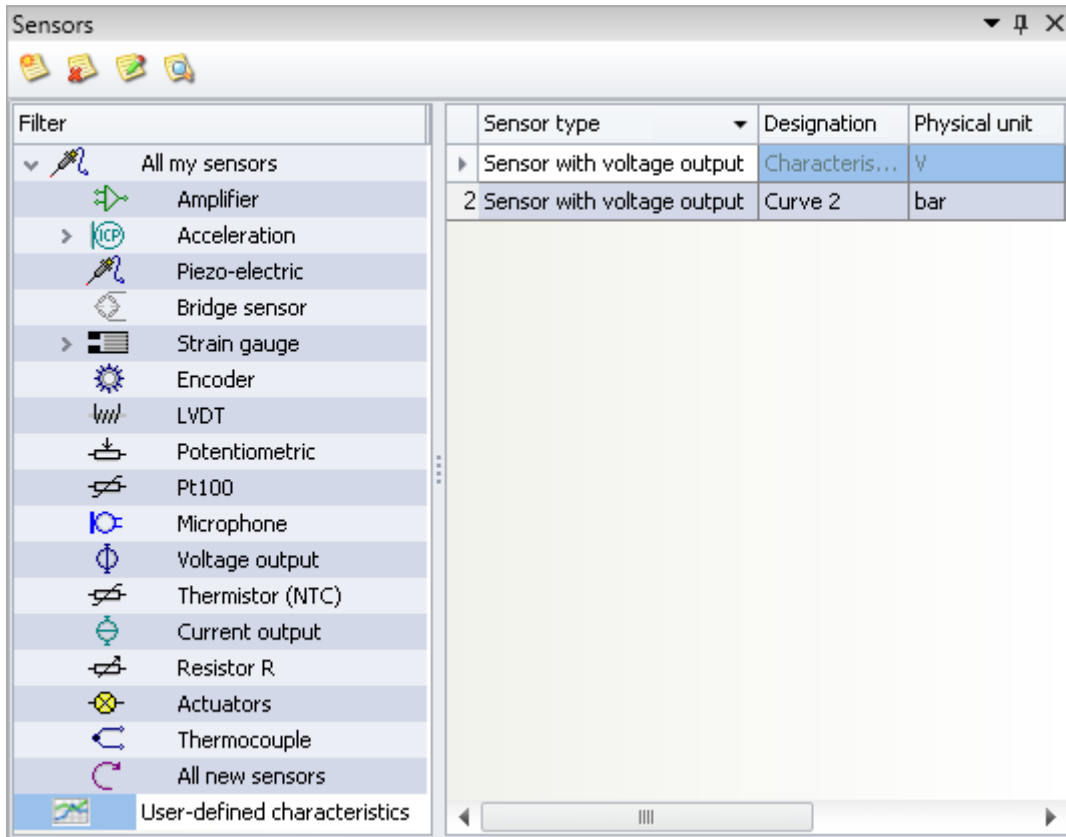 Sensors
Filter
All my sensors
Amplifier
ICP Acceleration
Piezo-electric
Bridge sensor
Strain gauge
Encoder
LVDT
Potentiometric
Pt100
Microphone
Voltage output
Thermistor (NTC)
Current output
Resistor R
Actuators
Thermocouple
All new sensors
User-defined characteristics
Sensor type Designation Physical unit
Sensor with voltage output Characteris... V
2 Sensor with voltage output Curve 2 bar